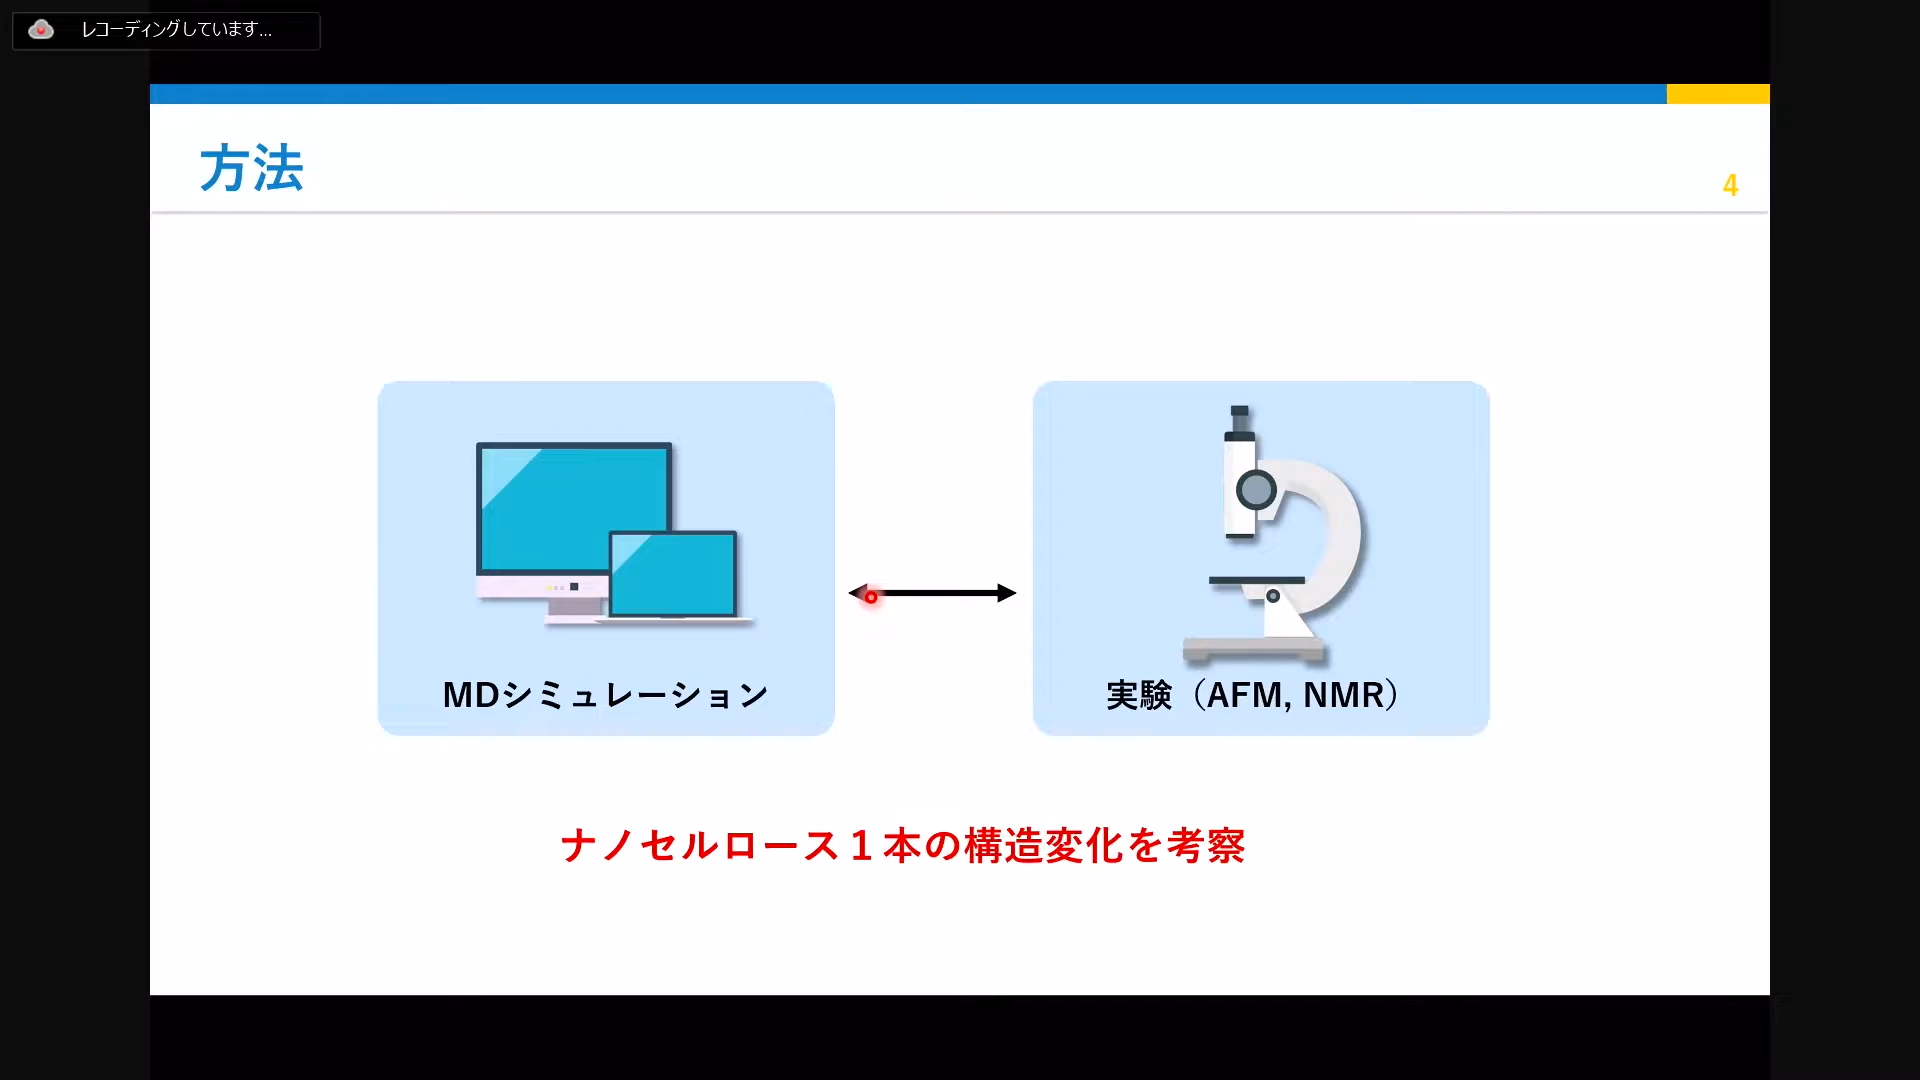 レコーディングしています...
方法
4
MDシミュレーション
実験（AFM, NMR）
ナノセルロース１本の構造変化を考察